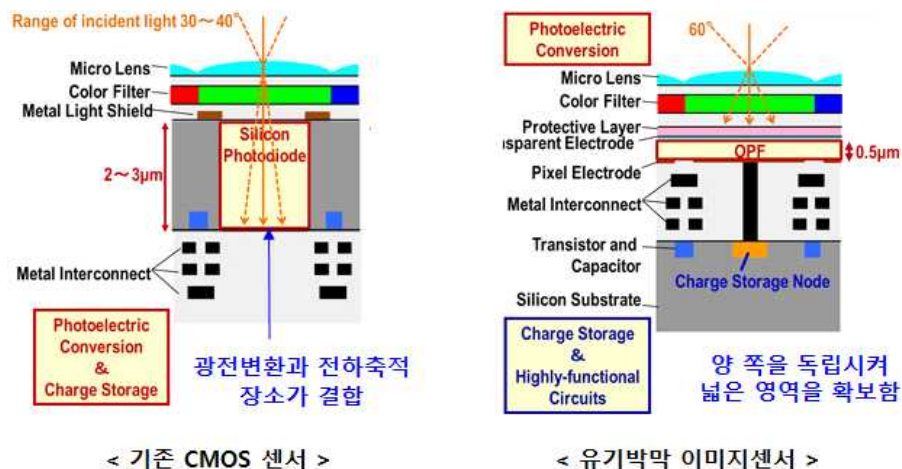 Range of incident light 30~40°
Micro Lens
Color Filter
Metal Light Shield
Silicon
Photodiode
2~3μm
Metal Interconnect
Photoelectric
Conversion
&
Charge Storage
광전변환과 전하축적
장소가 결합
< 기존 CMOS 센서 >
Photoelectric
Conversion
60°
Micro Lens
Color Filter
Protective Layer
nsparent Electrode
OPF
0.5μm
Pixel Electrode
Metal Interconnect
Transistor and
Capacitor
Charge Storage Node
Silicon Substrate
Charge Storage
&
Highly-functional
Circuits
양 쪽을 독립시켜
넓은 영역을 확보함
< 유기박막 이미지센서 >